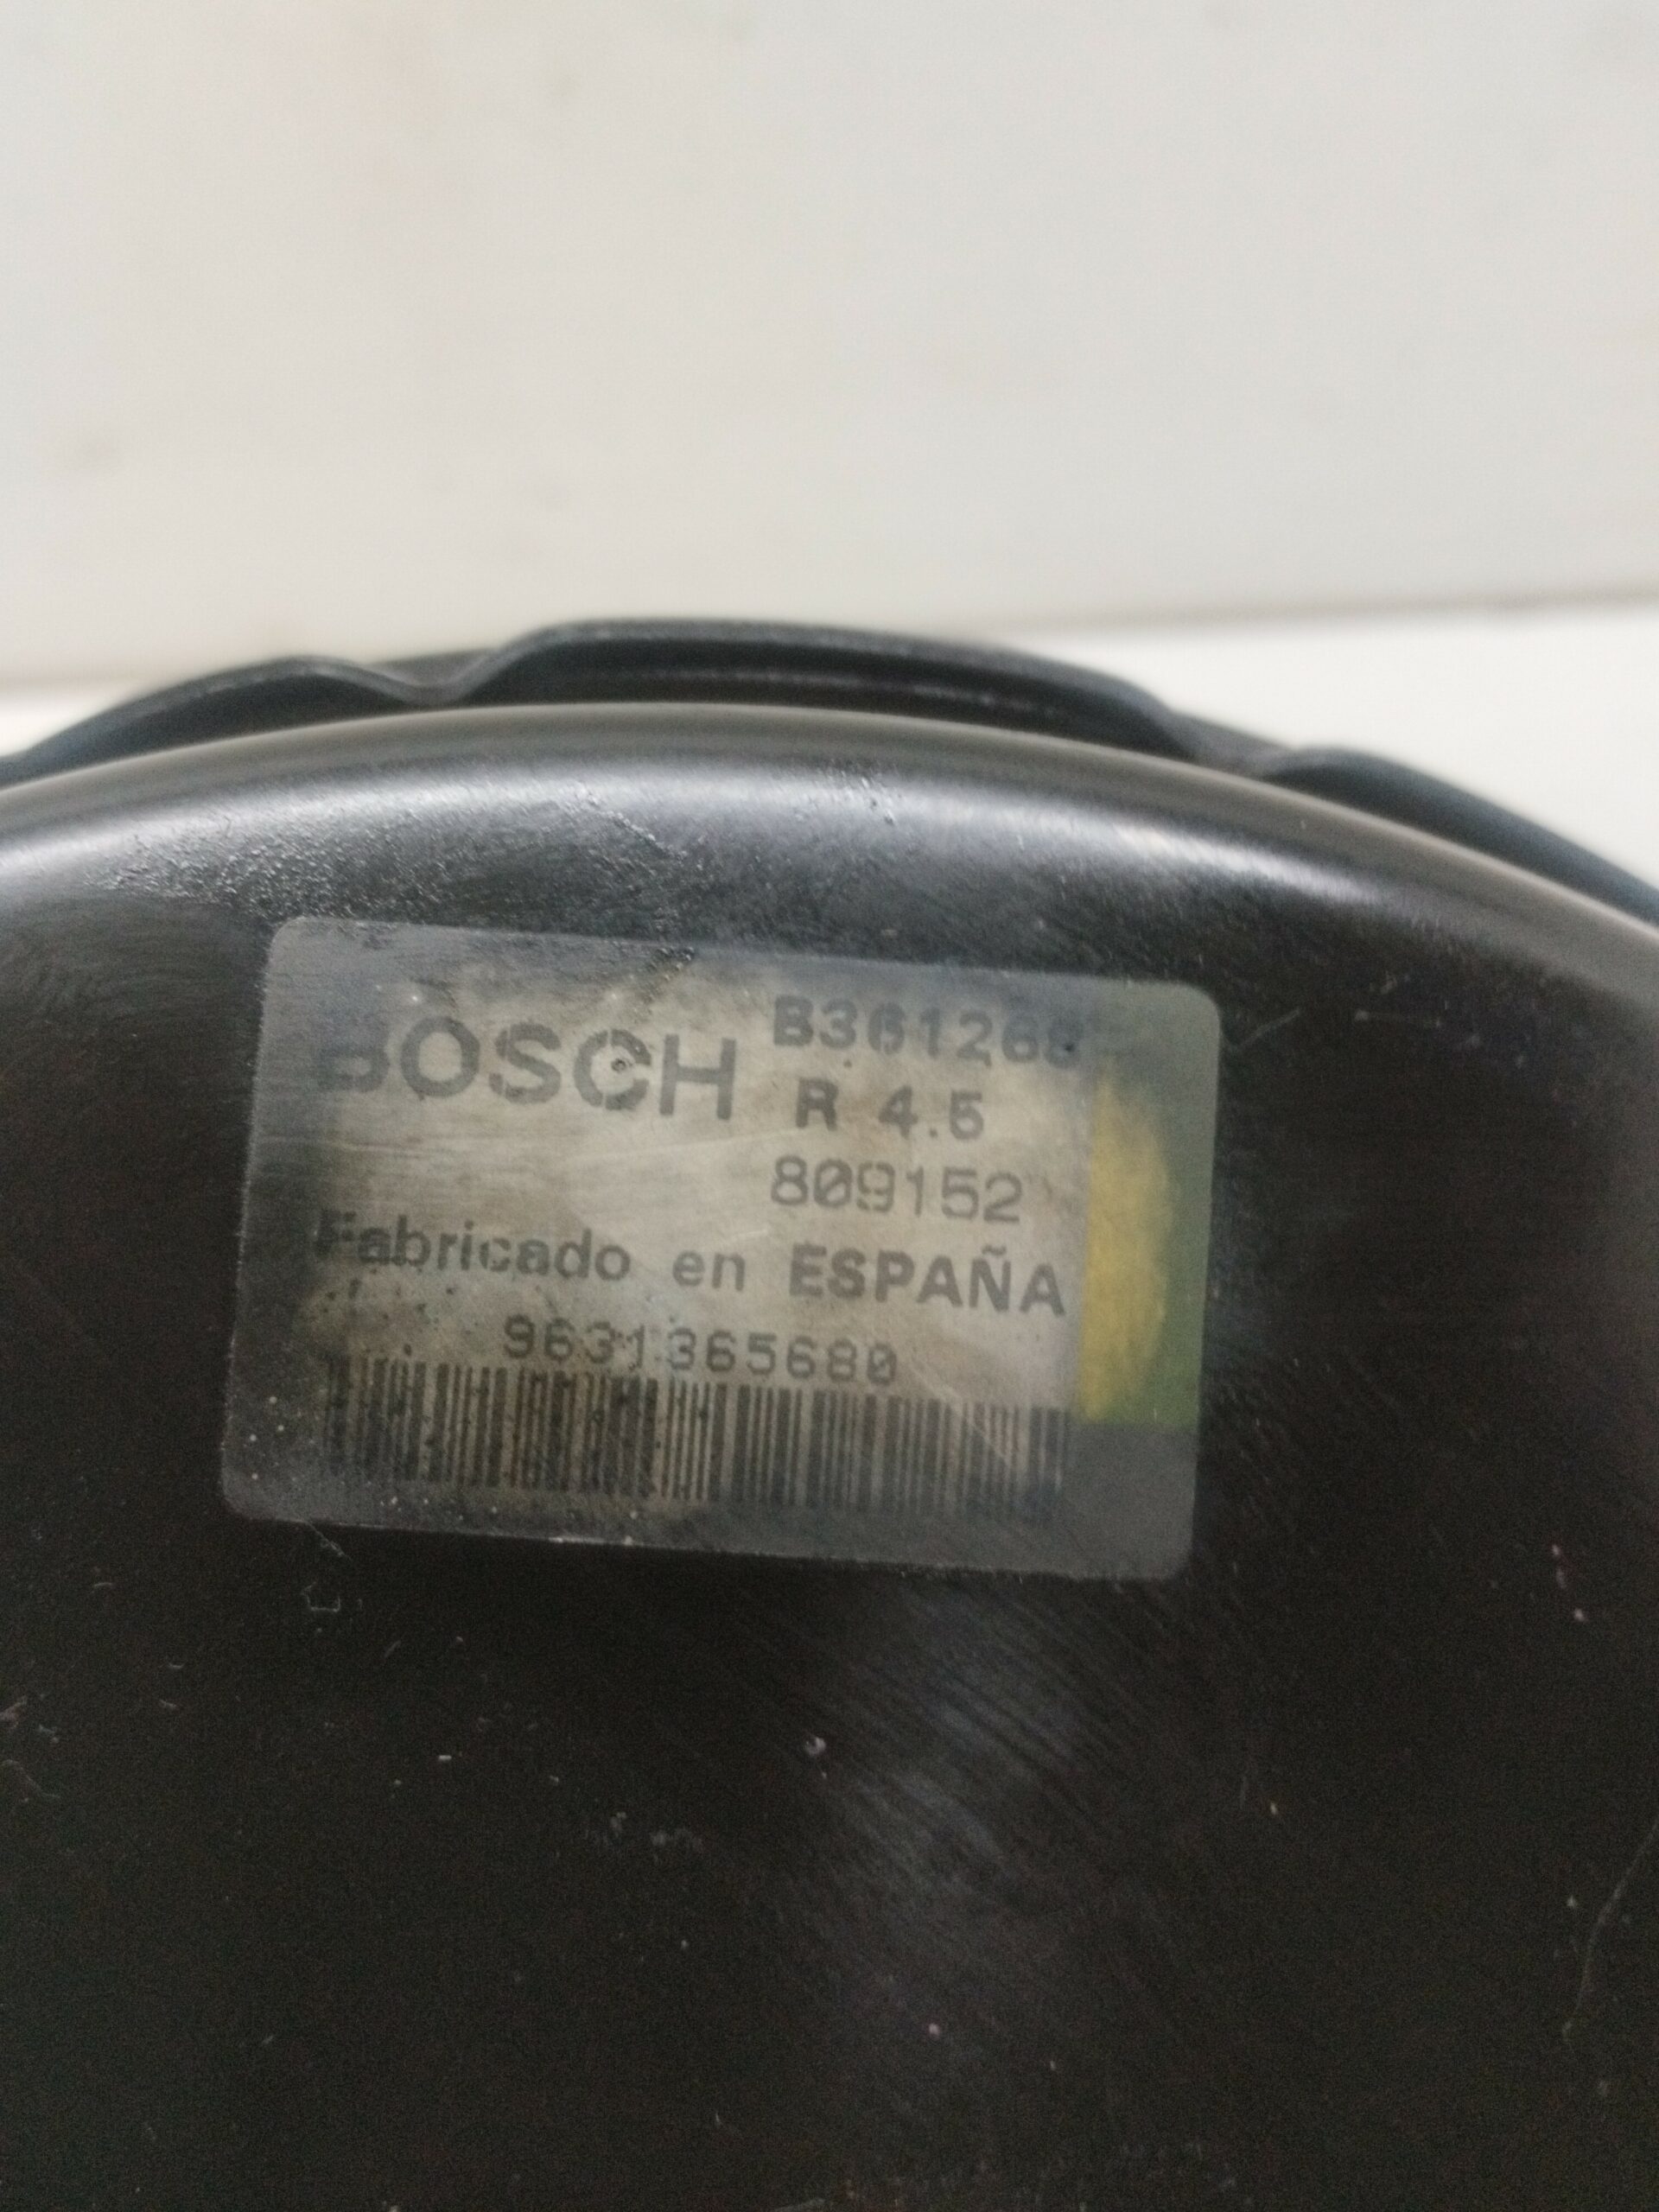 BOSCH
B361268
R 4.5
809152
Fabricado en ESPAÑA
9631365680